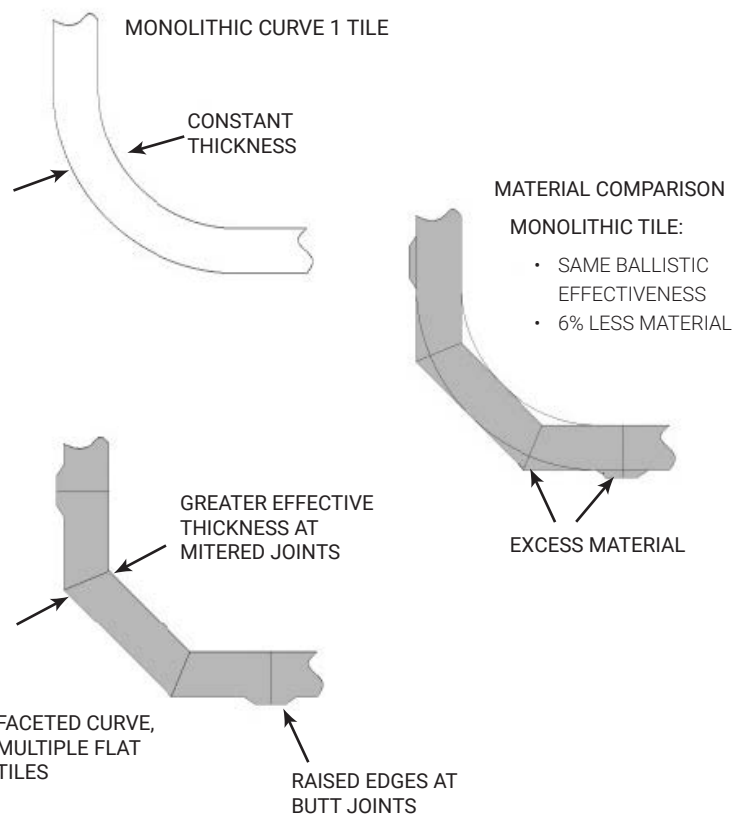 MONOLITHIC CURVE 1 TILE
CONSTANT
THICKNESS
MATERIAL COMPARISON
MONOLITHIC TILE:
• SAME BALLISTIC
EFFECTIVENESS
• 6% LESS MATERIAL
EXCESS MATERIAL
GREATER EFFECTIVE
THICKNESS AT
MITERED JOINTS
FACETED CURVE,
MULTIPLE FLAT
TILES
RAISED EDGES AT
BUTT JOINTS